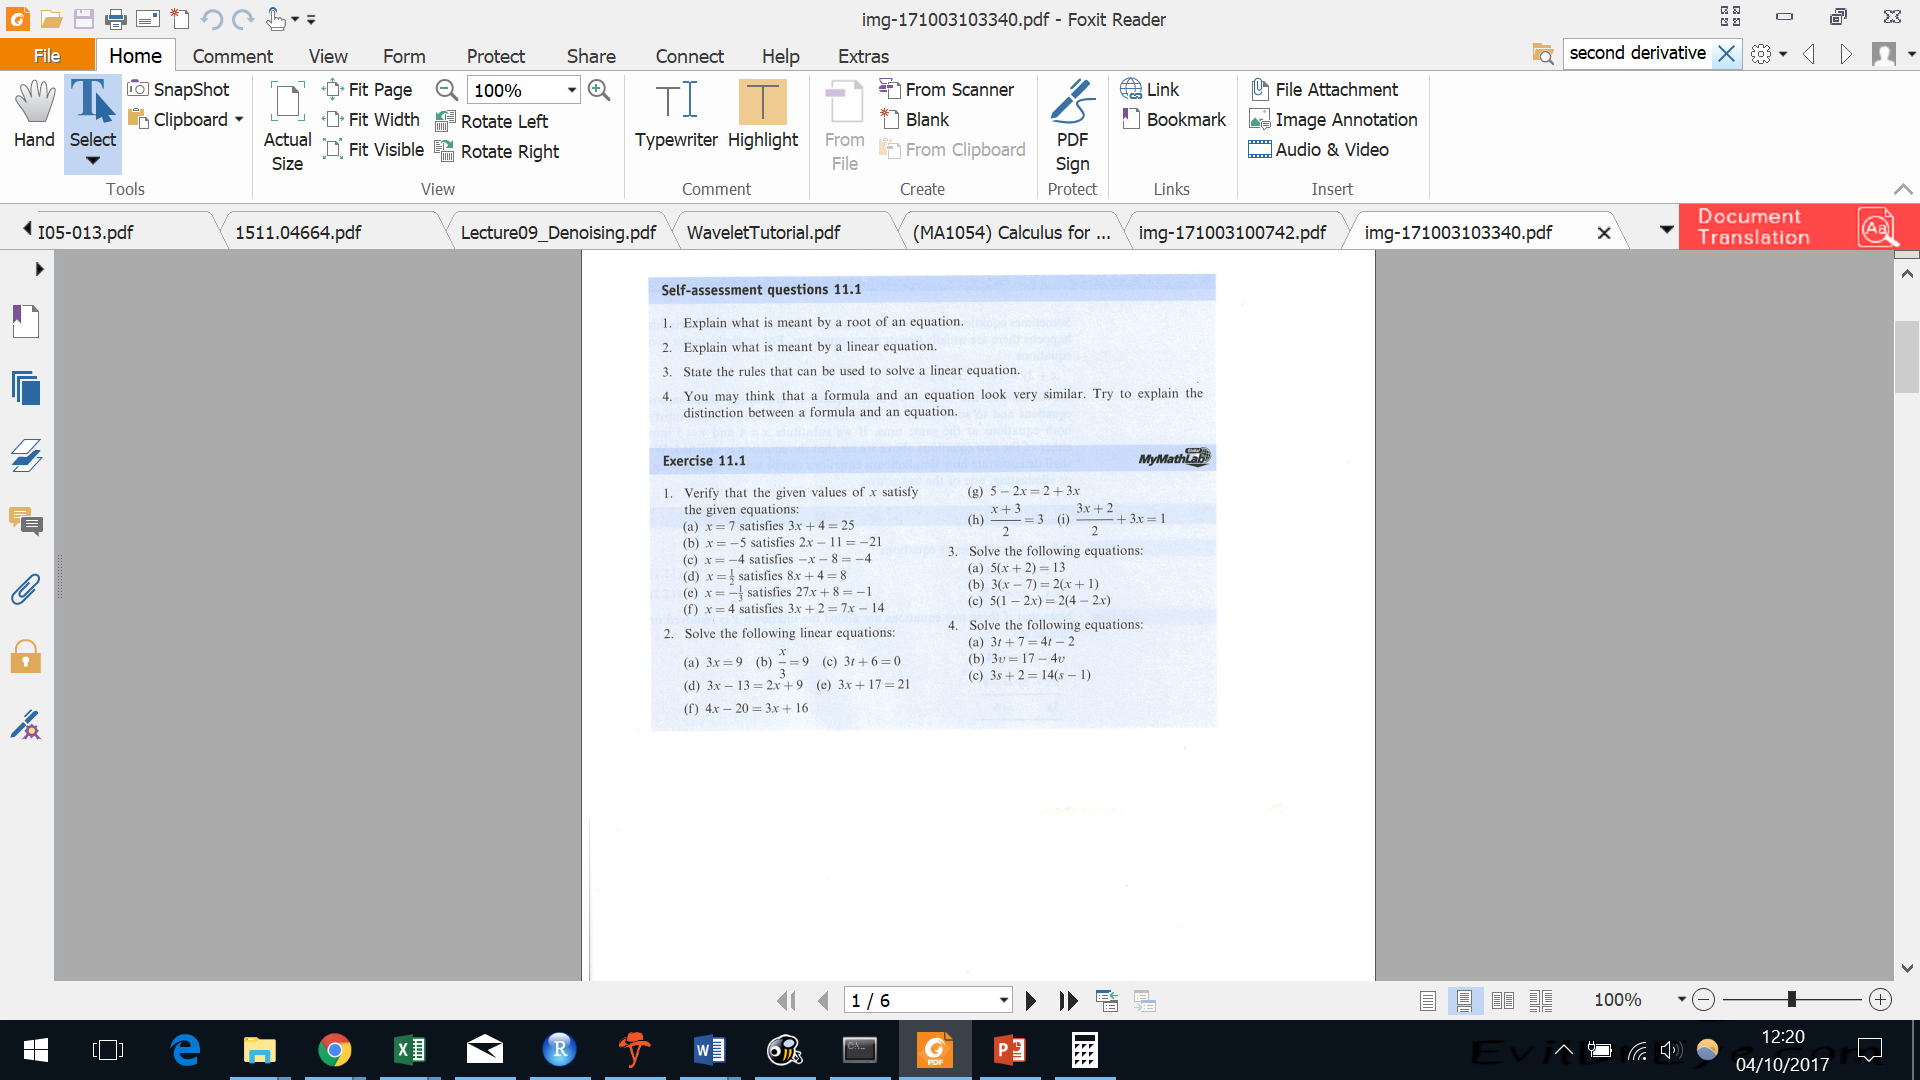 img-171003103340.pdf - Foxit Reader
File Home Comment View Form Protect Share Connect Help Extras second derivative
Hand Select SnapShot Clipboard Tools
Actual Size Fit Page Fit Width Fit Visible 100% Rotate Left Rotate Right View
Typewriter Highlight Comment
From File From Scanner Blank From Clipboard Create
PDF Sign Protect
Link Bookmark Links
File Attachment Image Annotation Audio & Video Insert
I05-013.pdf 1511.04664.pdf Lecture09_Denoising.pdf WaveletTutorial.pdf (MA1054) Calculus for ... img-171003100742.pdf img-171003103340.pdf
Document
Translation
Self-assessment questions 11.1
1. Explain what is meant by a root of an equation.
2. Explain what is meant by a linear equation.
3. State the rules that can be used to solve a linear equation.
4. You may think that a formula and an equation look very similar. Try to explain the
distinction between a formula and an equation.
Exercise 11.1 MyMathLab
1. Verify that the given values of x satisfy
the given equations:
(a) x = 7 satisfies 3x + 4 = 25
(b) x = −5 satisfies 2x − 11 = −21
(c) x = −4 satisfies −x − 8 = −4
(d) x = 1/2 satisfies 8x + 4 = 8
(e) x = −1/3 satisfies 27x + 8 = −1
(f) x = 4 satisfies 3x + 2 = 7x − 14
2. Solve the following linear equations:
(a) 3x = 9 (b) x/3 = 9 (c) 3t + 6 = 0
(d) 3x − 13 = 2x + 9 (e) 3x + 17 = 21
(f) 4x − 20 = 3x + 16
(g) 5 − 2x = 2 + 3x
(h) x + 3/2 = 3 (i) 3x + 2/2 + 3x = 1
3. Solve the following equations:
(a) 5(x + 2) = 13
(b) 3(x − 7) = 2(x + 1)
(c) 5(1 − 2x) = 2(4 − 2x)
4. Solve the following equations:
(a) 3t + 7 = 4t − 2
(b) 3v = 17 − 4v
(c) 3s + 2 = 14(s − 1)
1 / 6 100%
12:20
04/10/2017